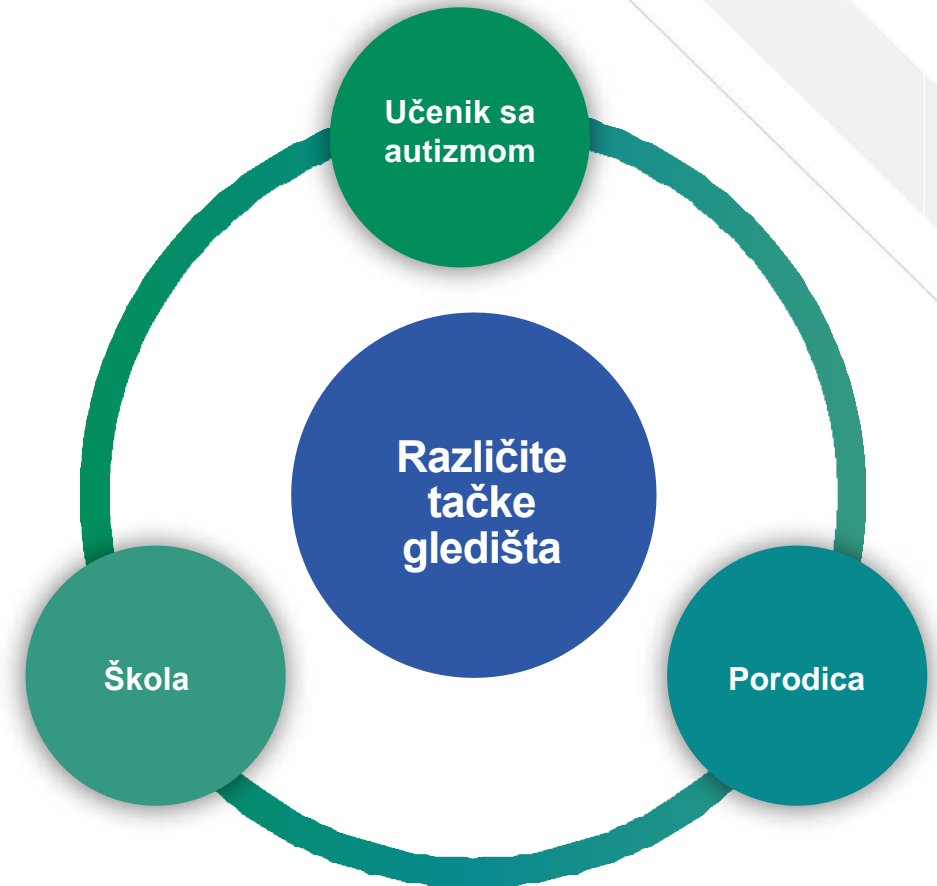 Učenik sa
autizmom
Različite
tačke
gledišta
Škola
Porodica